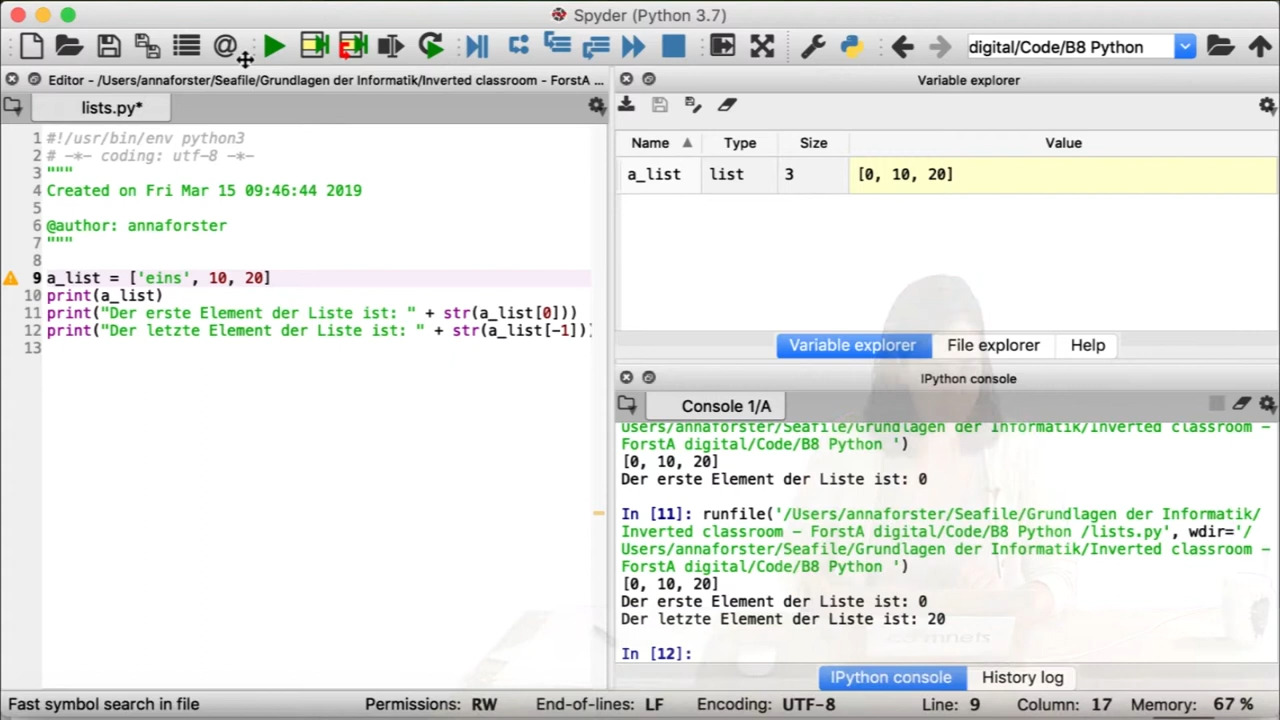 Spyder (Python 3.7)
digital/Code/B8 Python
Editor - /Users/annaforster/Seafile/Grundlagen der Informatik/Inverted classroom - ForstA ...
lists.py*
1 #!/usr/bin/env python3
2 # -*- coding: utf-8 -*-
3 """
4 Created on Fri Mar 15 09:46:44 2019
5
6 @author: annaforster
7 """
8
9 a_list = ['eins', 10, 20]
10 print(a_list)
11 print("Der erste Element der Liste ist: " + str(a_list[0]))
12 print("Der letzte Element der Liste ist: " + str(a_list[-1]))
13
Variable explorer
Name Type Size Value
a_list list 3 [0, 10, 20]
Variable explorer File explorer Help
IPython console
Console 1/A
Users/annaforster/Seafile/Grundlagen der Informatik/Inverted classroom -
ForstA digital/Code/B8 Python ')
[0, 10, 20]
Der erste Element der Liste ist: 0
In [11]: runfile('/Users/annaforster/Seafile/Grundlagen der Informatik/
Inverted classroom - ForstA digital/Code/B8 Python /lists.py', wdir='/
Users/annaforster/Seafile/Grundlagen der Informatik/Inverted classroom -
ForstA digital/Code/B8 Python ')
[0, 10, 20]
Der erste Element der Liste ist: 0
Der letzte Element der Liste ist: 20
In [12]:
IPython console History log
Fast symbol search in file Permissions: RW End-of-lines: LF Encoding: UTF-8 Line: 9 Column: 17 Memory: 67 %